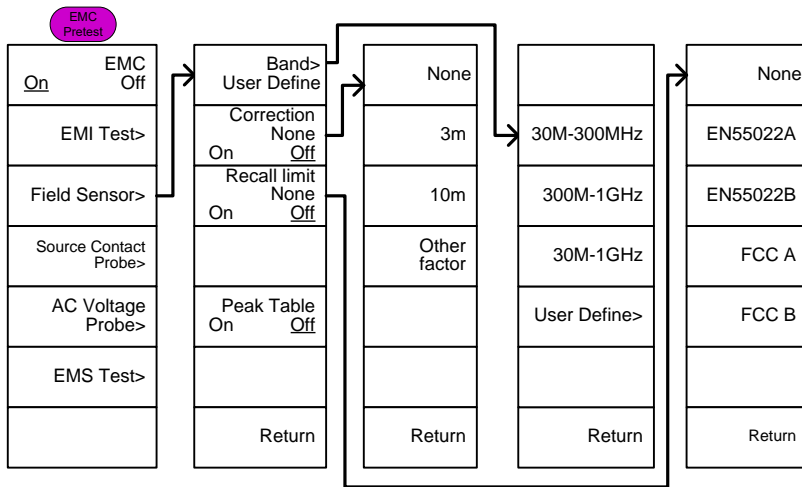 EMC
Pretest
EMC
On Off
EMI Test>
Field Sensor>
Source Contact
Probe>
AC Voltage
Probe>
EMS Test>
Band>
User Define
Correction
None
On Off
Recall limit
None
On Off
Peak Table
On Off
Return
None
3m
10m
Other
factor
Return
30M-300MHz
300M-1GHz
30M-1GHz
User Define>
Return
None
EN55022A
EN55022B
FCC A
FCC B
Return